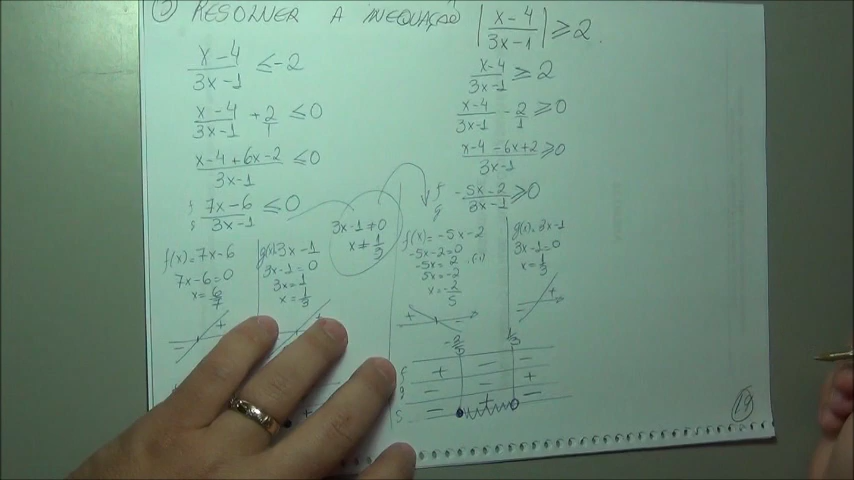 RESOLVER A INEQUAÇÃO |x-4/3x-1| ≥ 2.
x-4/3x-1 ≤ -2
x-4/3x-1 + 2/1 ≤ 0
x-4+6x-2/3x-1 ≤ 0
f
g 7x-6/3x-1 ≤ 0
3x-1≠0
x≠1/3
f(x)=7x-6
7x-6=0
x=6/7
g(x)=3x-1
3x-1=0
3x=1
x=1/3
x-4/3x-1 ≥ 2
x-4/3x-1 - 2/1 ≥ 0
x-4-6x+2/3x-1 ≥ 0
f
g -5x-2/3x-1 ≥ 0
f(x)=-5x-2
-5x-2=0
-5x=2 .(-1)
5x=-2
x=-2/5
g(x)=3x-1
3x-1=0
x=1/3
+ -
- +
-2/5 1/3
f + - -
g - - +
S - + -
19